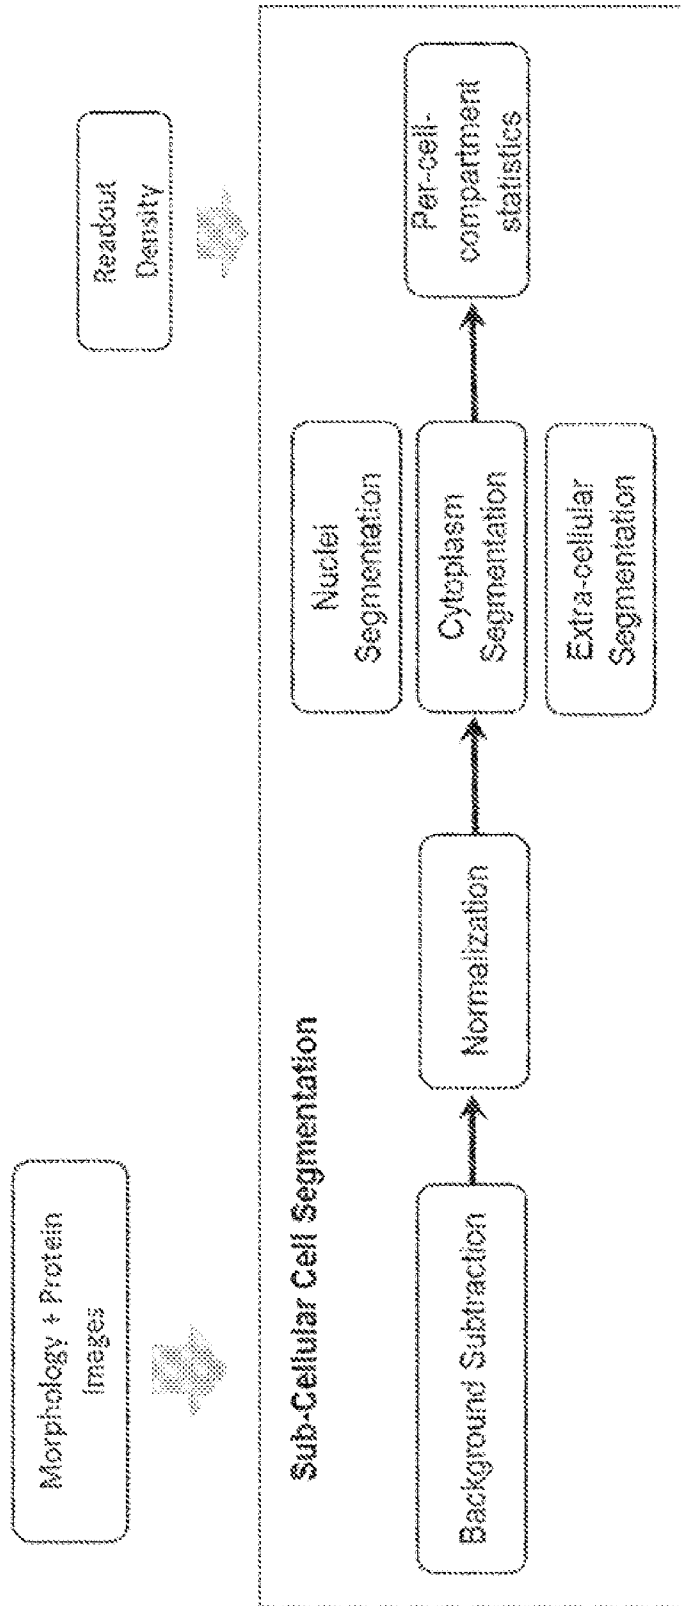 Morphology + Protein
Images
Readout
Density
Sub-Cellular Cell Segmentation
Background Subtraction
Normalization
Nuclei
Segmentation
Cytoplasm
Segmentation
Extra-cellular
Segmentation
Per-cell-
compartment
statistics